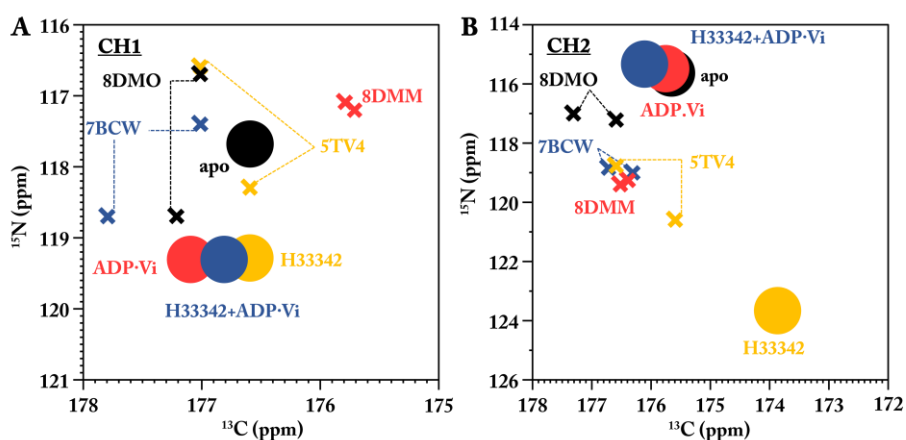 A
CH1
116
117
118
119
120
121
178
177
176
175
¹⁵N (ppm)
¹³C (ppm)
8DMO
8DMM
7BCW
5TV4
apo
ADP·Vi
H33342
H33342+ADP·Vi
B
CH2
114
116
118
120
122
124
126
178
177
176
175
174
173
172
¹⁵N (ppm)
¹³C (ppm)
H33342+ADP·Vi
8DMO
apo
ADP.Vi
7BCW
5TV4
8DMM
H33342